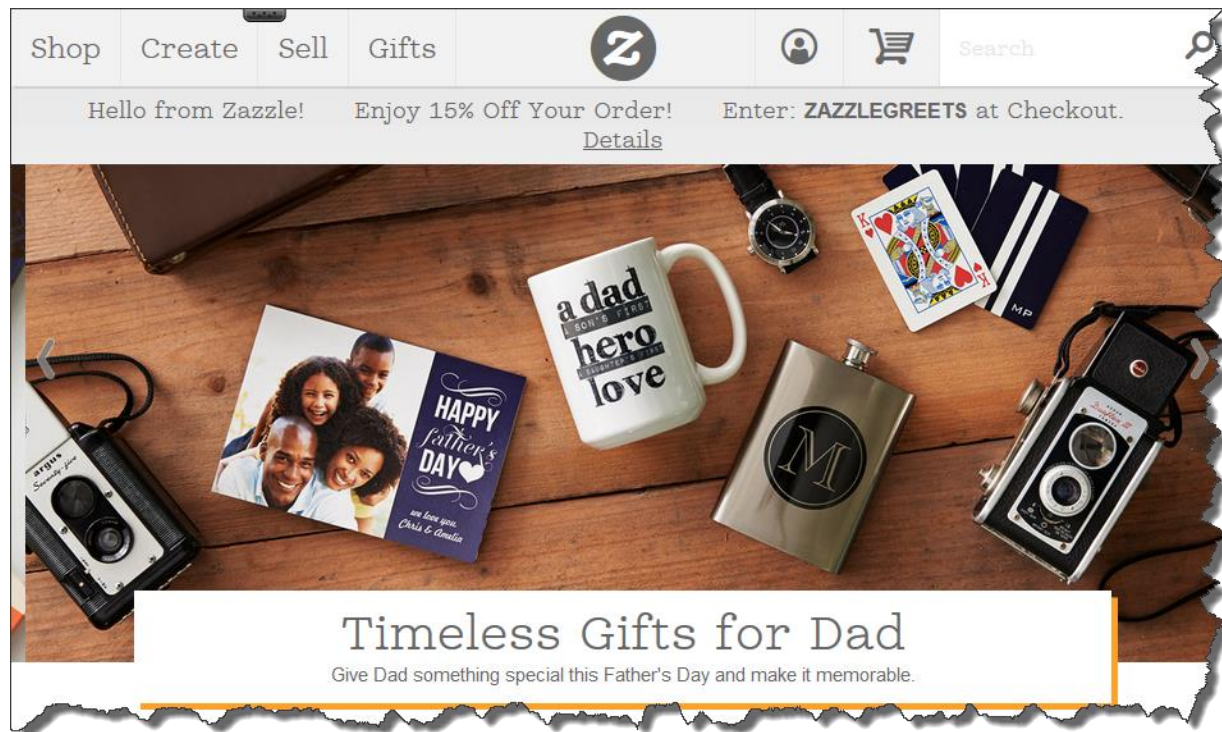 Shop Create Sell Gifts
Z
Search
Hello from Zazzle! Enjoy 15% Off Your Order! Enter: ZAZZLEGREETS at Checkout.
Details
K
K
MP
a dad
A SON'S FIRST
hero
A DAUGHTER'S FIRST
love
HAPPY
father's
DAY
we love you,
Chris & Amelia
M
argus
Seventy-five
Timeless Gifts for Dad
Give Dad something special this Father's Day and make it memorable.